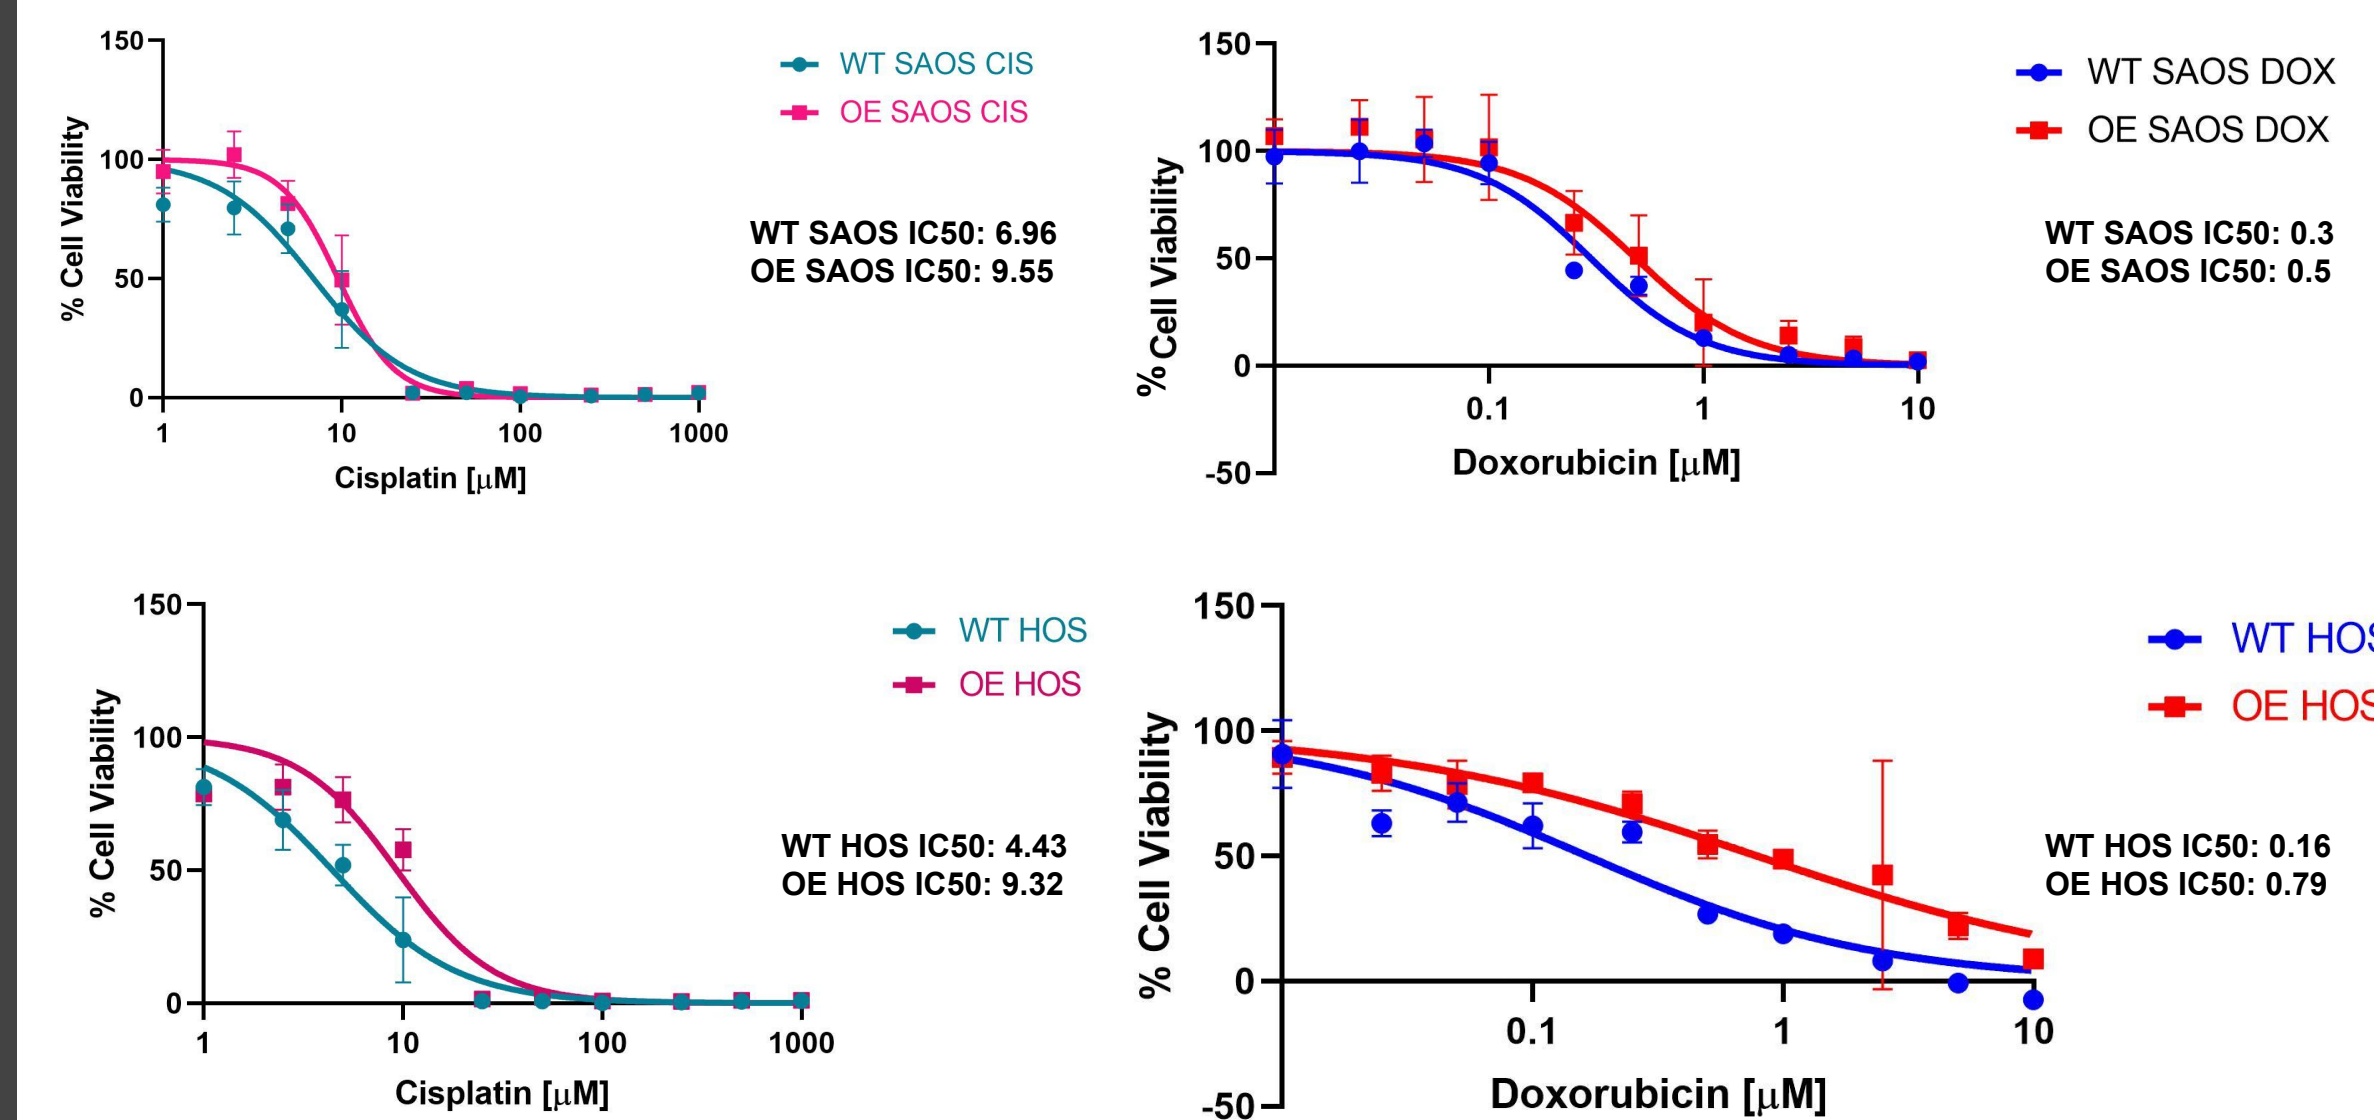 150
100
50
0
1
10
100
1000
% Cell Viability
Cisplatin [μM]
WT SAOS CIS
OE SAOS CIS
WT SAOS IC50: 6.96
OE SAOS IC50: 9.55
150
100
50
0
-50
0.1
1
10
% Cell Viability
Doxorubicin [μM]
WT SAOS DOX
OE SAOS DOX
WT SAOS IC50: 0.3
OE SAOS IC50: 0.5
150
100
50
0
1
10
100
1000
% Cell Viability
Cisplatin [μM]
WT HOS
OE HOS
WT HOS IC50: 4.43
OE HOS IC50: 9.32
150
100
50
0
-50
0.1
1
10
% Cell Viability
Doxorubicin [μM]
WT HOS
OE HOS
WT HOS IC50: 0.16
OE HOS IC50: 0.79